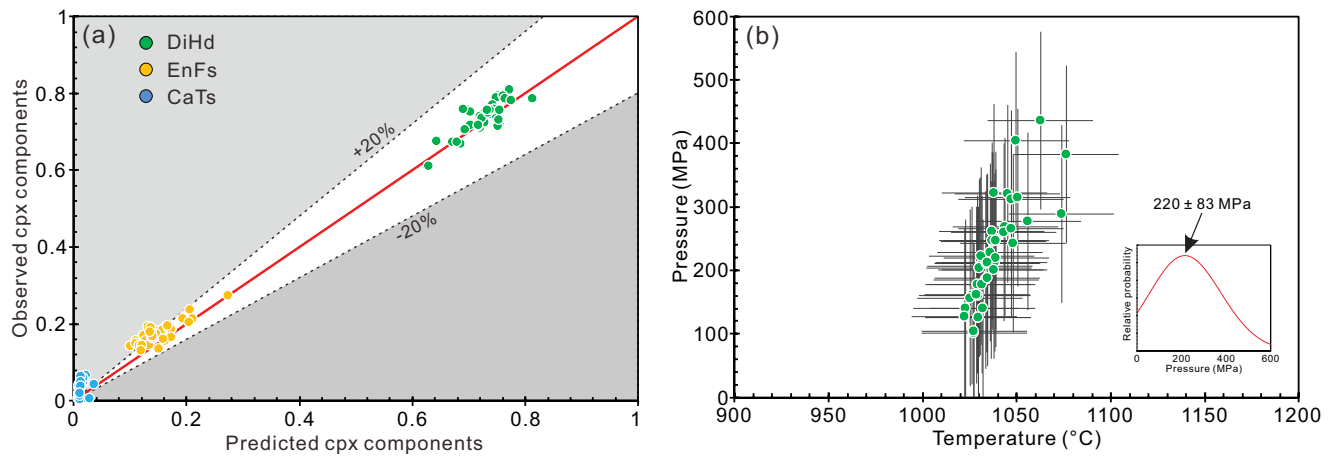 (a)
DiHd
EnFs
CaTs
+20%
-20%
Observed cpx components
1
0.8
0.6
0.4
0.2
0
0
0.2
0.4
0.6
0.8
1
Predicted cpx components
(b)
Pressure (MPa)
600
500
400
300
200
100
0
900
950
1000
1050
1100
1150
1200
Temperature (°C)
220 ± 83 MPa
Relative probability
0
200
400
600
Pressure (MPa)